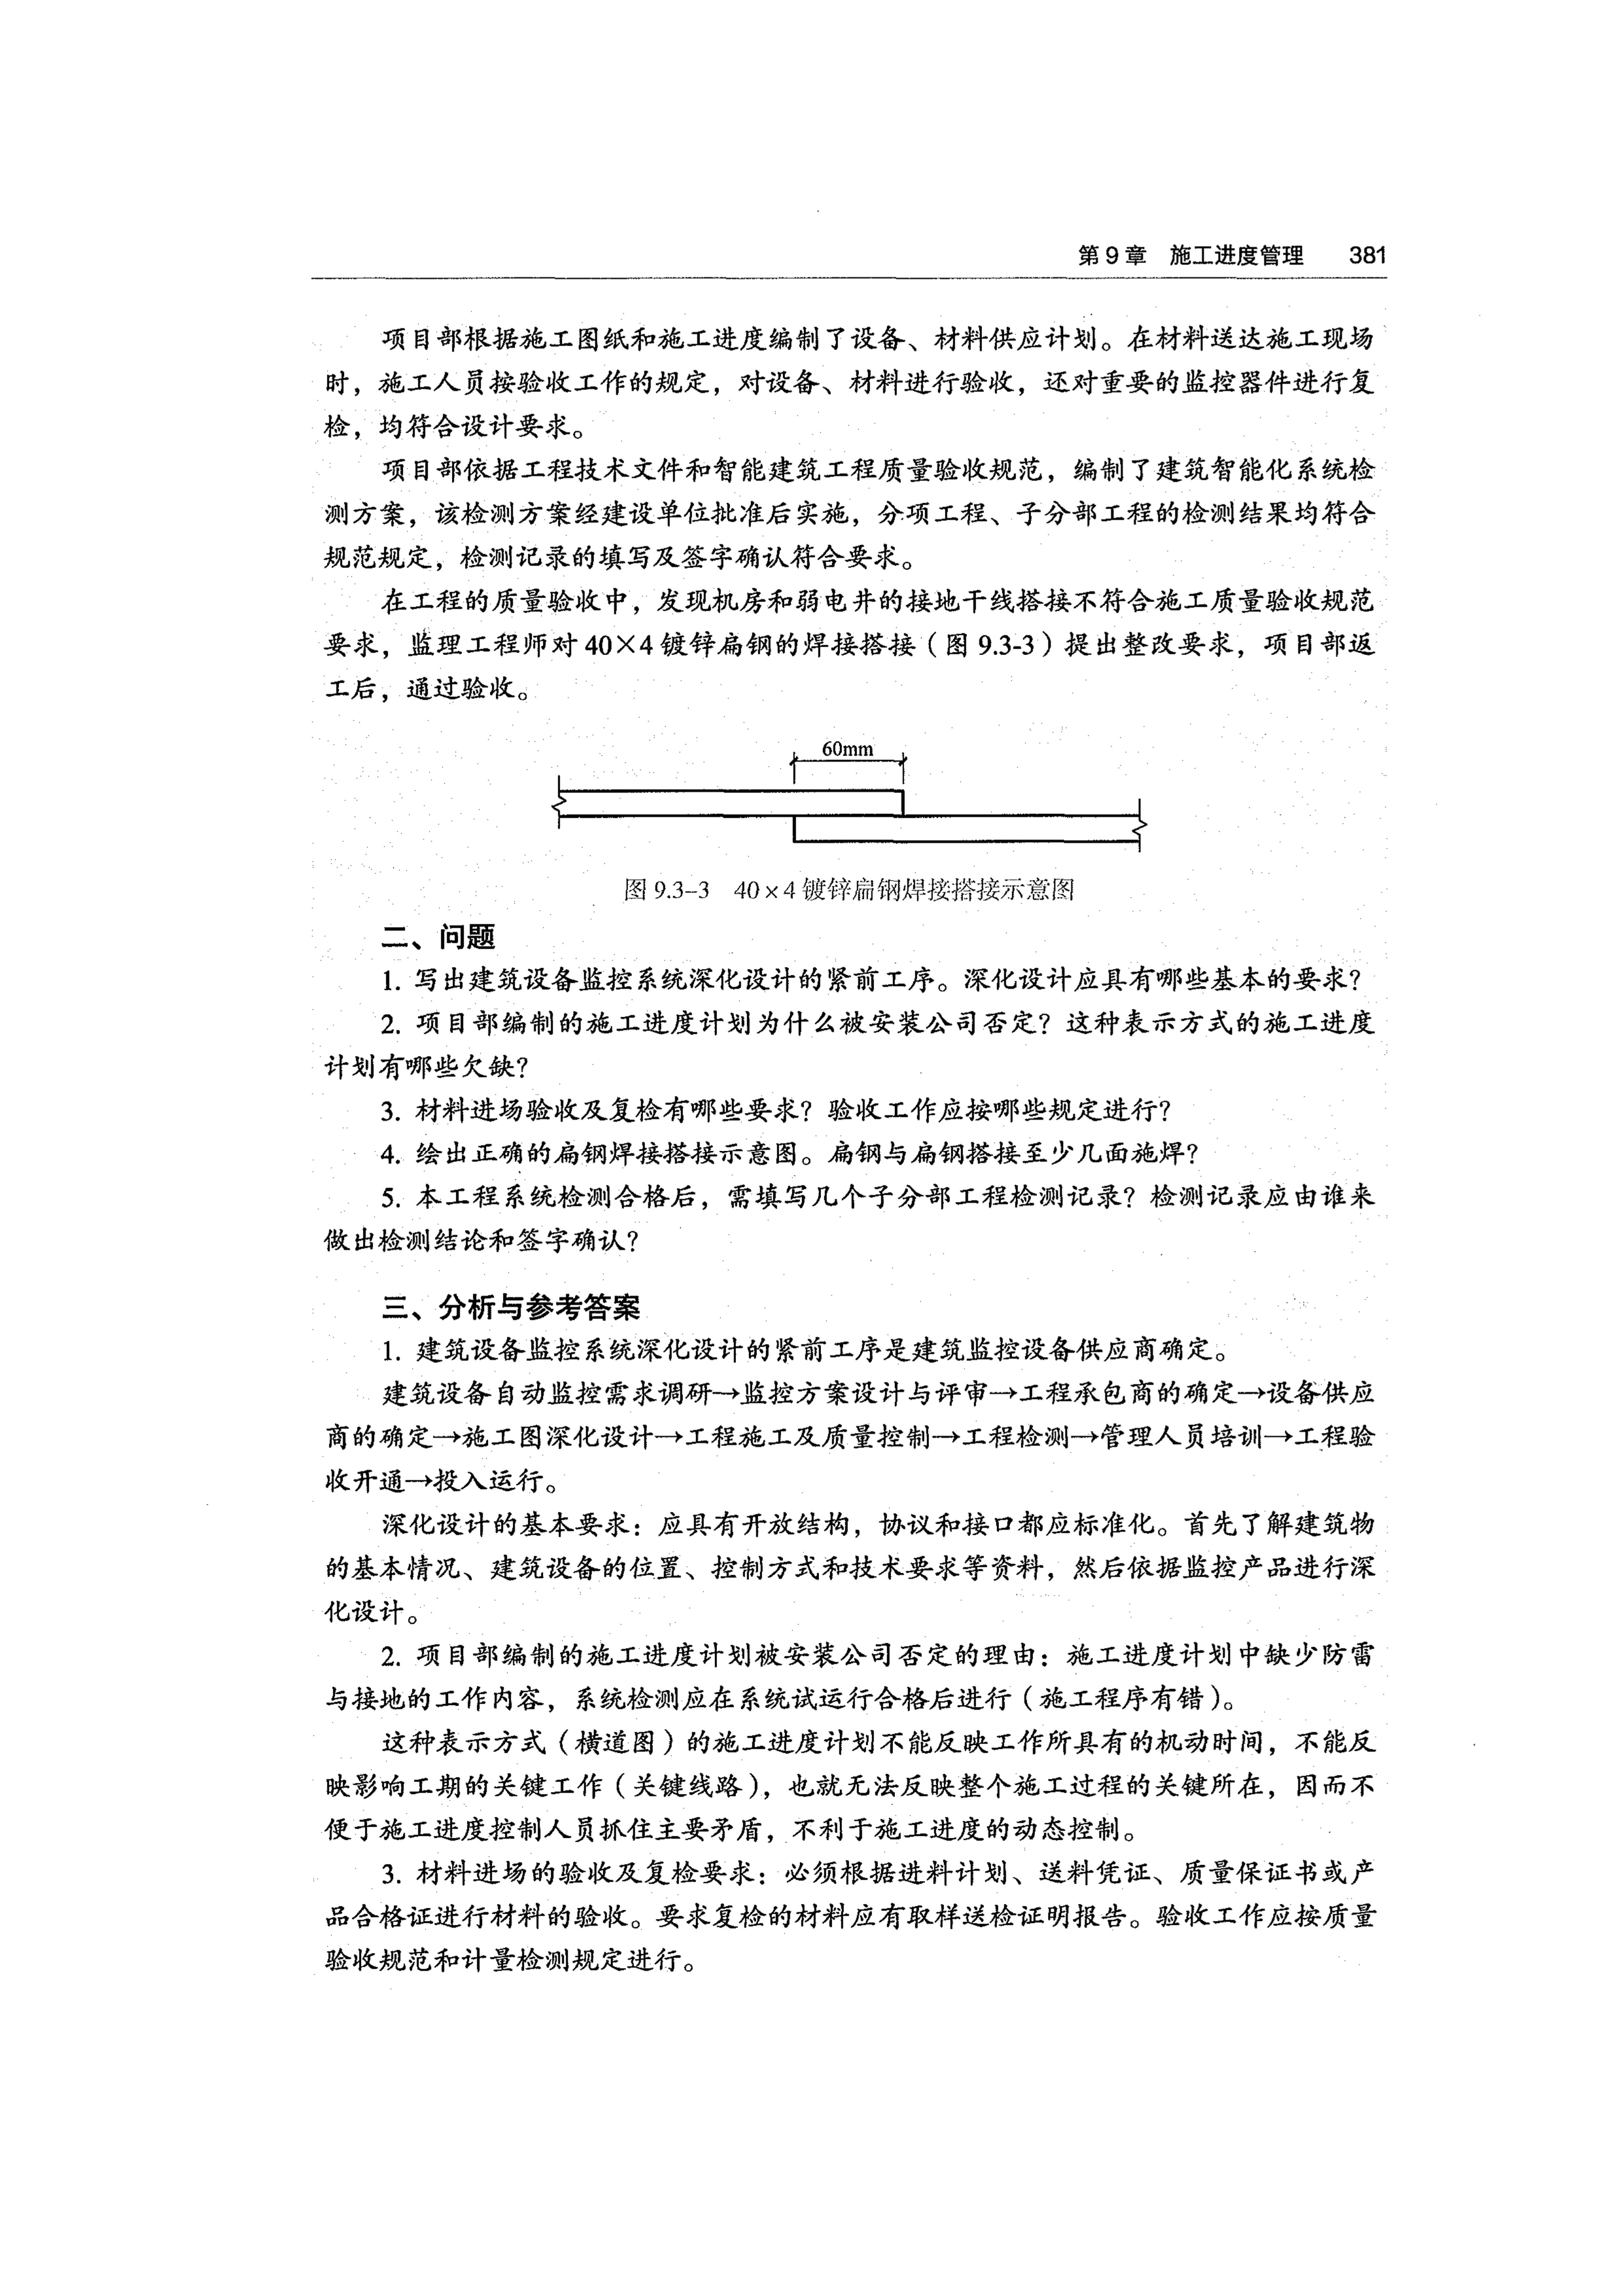 第9章 施工进度管理 381
项目部根据施工图纸和施工进度编制了设备、材料供应计划。在材料送达施工现场
时，施工人员按验收工作的规定，对设备、材料进行验收，还对重要的监控器件进行复
检，均符合设计要求。
项目部依据工程技术文件和智能建筑工程质量验收规范，编制了建筑智能化系统检
测方案，该检测方案经建设单位批准后实施，分项工程、子分部工程的检测结果均符合
规范规定，检测记录的填写及签字确认符合要求。
在工程的质量验收中，发现机房和弱电井的接地干线搭接不符合施工质量验收规范
要求，监理工程师对40×4镀锌扁钢的焊接搭接（图9.3-3）提出整改要求，项目部返
工后，通过验收。
60mm
图9.3-3 40×4镀锌扁钢焊接搭接示意图
二、问题
1. 写出建筑设备监控系统深化设计的紧前工序。深化设计应具有哪些基本的要求？
2. 项目部编制的施工进度计划为什么被安装公司否定？这种表示方式的施工进度
计划有哪些欠缺？
3. 材料进场验收及复检有哪些要求？验收工作应按哪些规定进行？
4. 绘出正确的扁钢焊接搭接示意图。扁钢与扁钢搭接至少几面施焊？
5. 本工程系统检测合格后，需填写几个子分部工程检测记录？检测记录应由谁来
做出检测结论和签字确认？
三、分析与参考答案
1. 建筑设备监控系统深化设计的紧前工序是建筑监控设备供应商确定。
建筑设备自动监控需求调研→监控方案设计与评审→工程承包商的确定→设备供应
商的确定→施工图深化设计→工程施工及质量控制→工程检测→管理人员培训→工程验
收开通→投入运行。
深化设计的基本要求：应具有开放结构，协议和接口都应标准化。首先了解建筑物
的基本情况、建筑设备的位置、控制方式和技术要求等资料，然后依据监控产品进行深
化设计。
2. 项目部编制的施工进度计划被安装公司否定的理由：施工进度计划中缺少防雷
与接地的工作内容，系统检测应在系统试运行合格后进行（施工程序有错）。
这种表示方式（横道图）的施工进度计划不能反映工作所具有的机动时间，不能反
映影响工期的关键工作（关键线路），也就无法反映整个施工过程的关键所在，因而不
便于施工进度控制人员抓住主要矛盾，不利于施工进度的动态控制。
3. 材料进场的验收及复检要求：必须根据进料计划、送料凭证、质量保证书或产
品合格证进行材料的验收。要求复检的材料应有取样送检证明报告。验收工作应按质量
验收规范和计量检测规定进行。